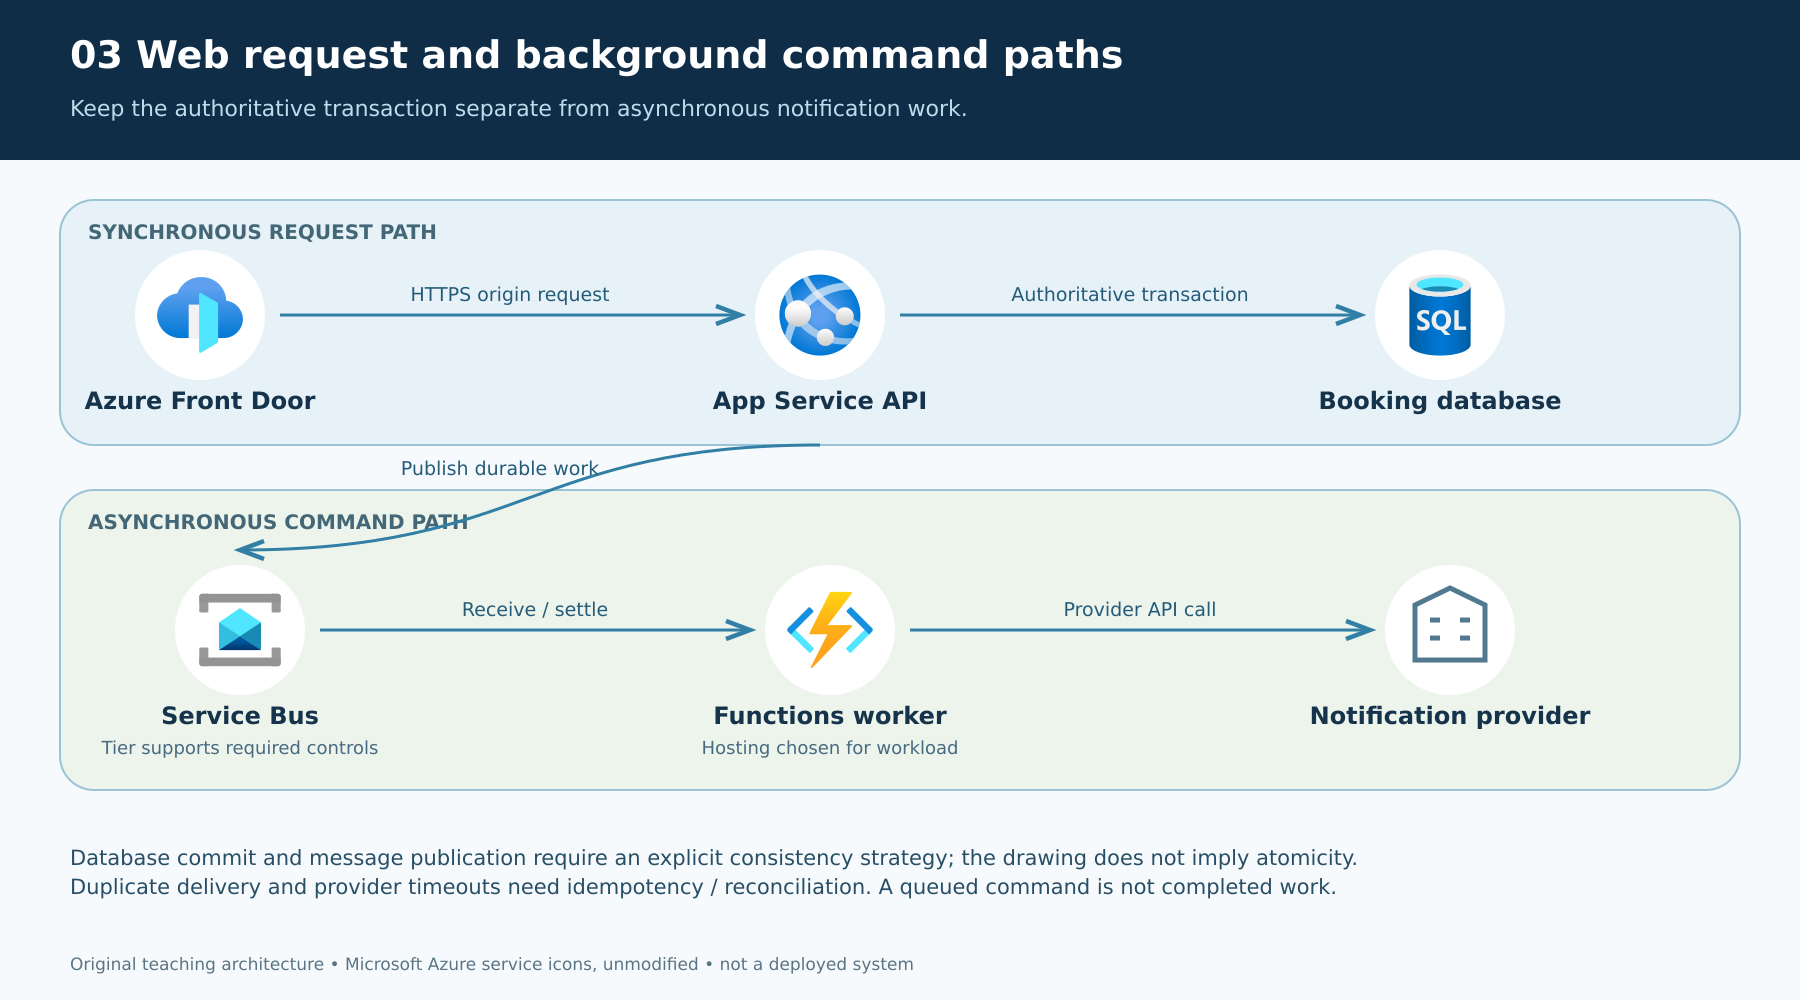 03 Web request and background command paths
Keep the authoritative transaction separate from asynchronous notification work.
SYNCHRONOUS REQUEST PATH
HTTPS origin request
Authoritative transaction
SQL
Azure Front Door
App Service API
Booking database
Publish durable work
ASYNCHRONOUS COMMAND PATH
Receive / settle
Provider API call
Service Bus
Functions worker
Notification provider
Tier supports required controls
Hosting chosen for workload
Database commit and message publication require an explicit consistency strategy; the drawing does not imply atomicity.
Duplicate delivery and provider timeouts need idempotency / reconciliation. A queued command is not completed work.
Original teaching architecture • Microsoft Azure service icons, unmodified • not a deployed system